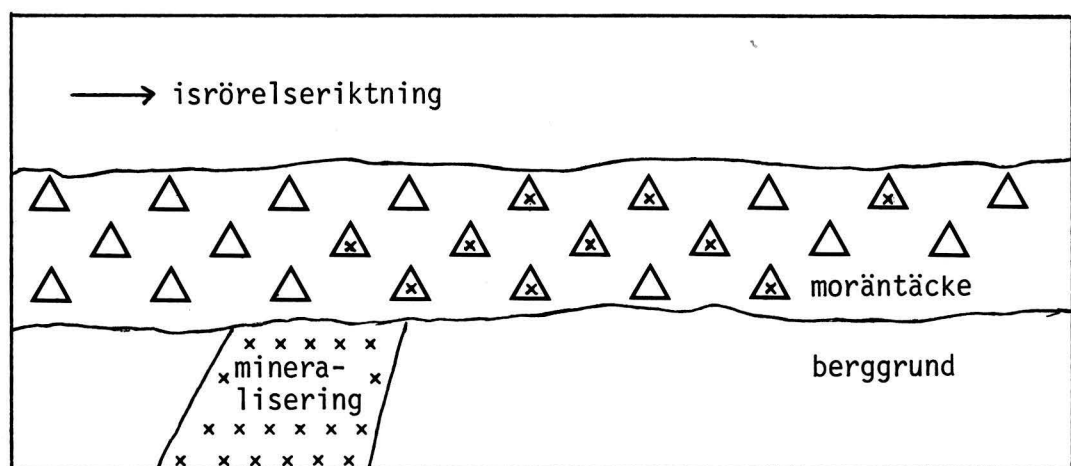 isrörelseriktning
moräntäcke
minera-
lisering
berggrund